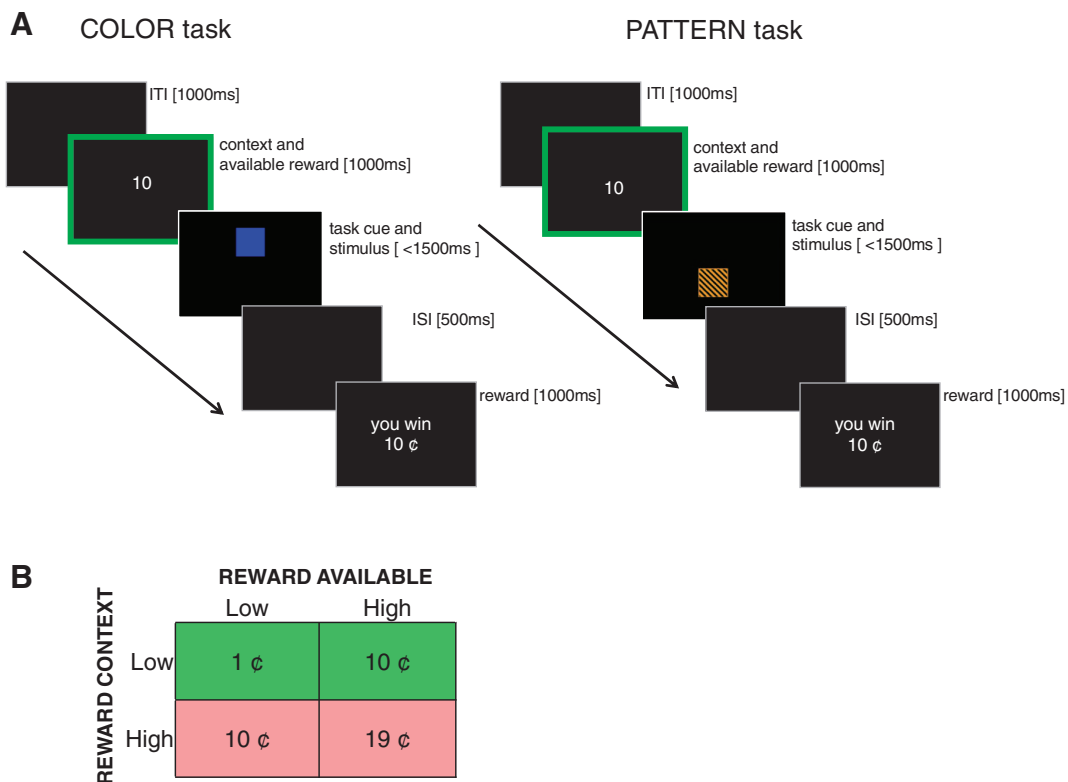 A
COLOR task
PATTERN task
ITI [1000ms]
context and
available reward [1000ms]
10
task cue and
stimulus [ <1500ms ]
ISI [500ms]
reward [1000ms]
you win
10 ¢
ITI [1000ms]
context and
available reward [1000ms]
10
task cue and
stimulus [ <1500ms ]
ISI [500ms]
reward [1000ms]
you win
10 ¢
B
REWARD AVAILABLE
Low High
REWARD CONTEXT
Low 1 ¢ 10 ¢
High 10 ¢ 19 ¢